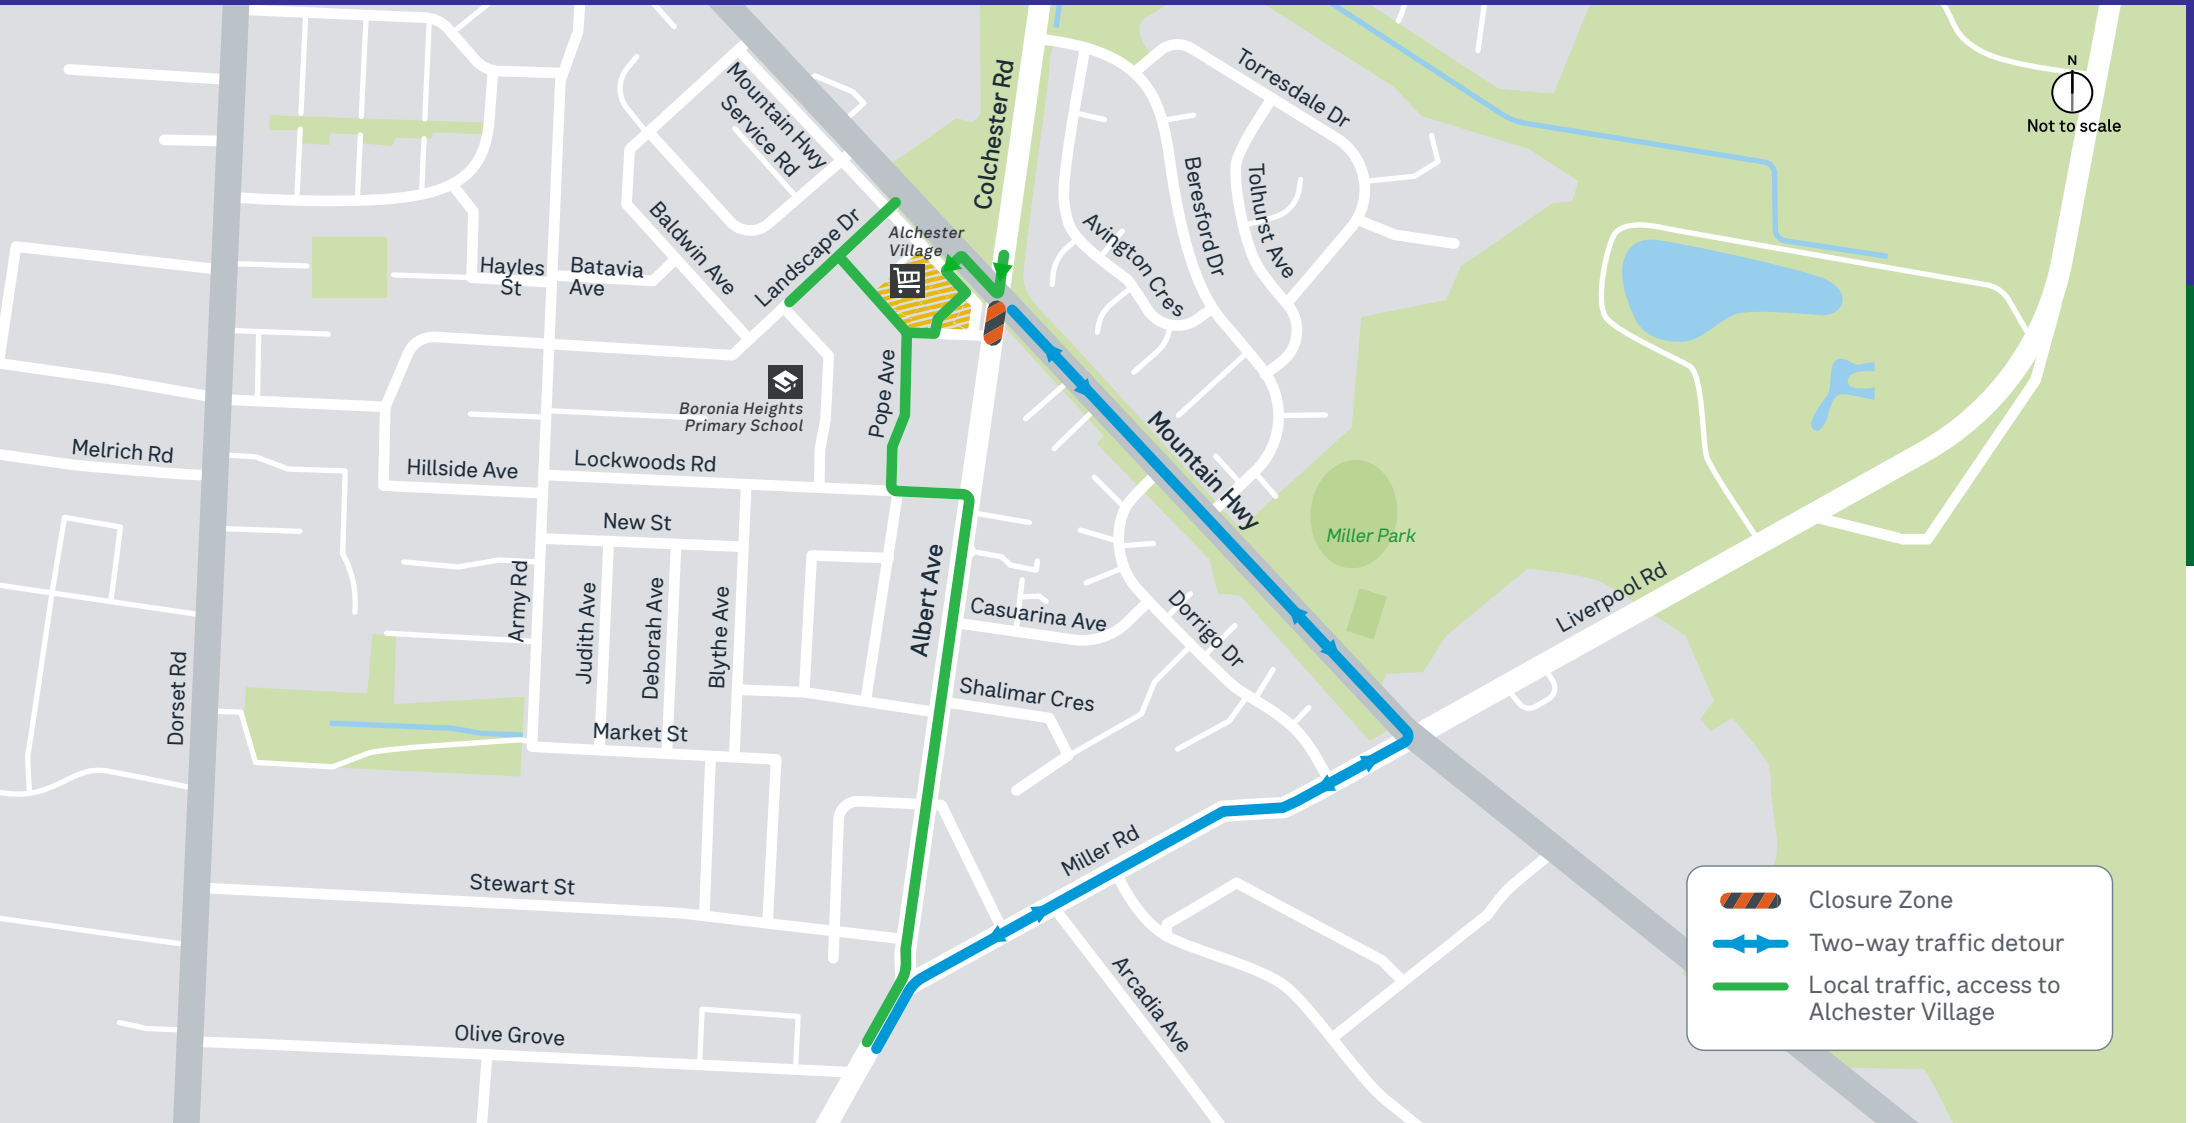 N
Not to scale
Torresdale Dr
Colchester Rd
Mountain Hwy
Service Rd
Beresford Dr
Tolhurst Ave
Avington Cres
Baldwin Ave
Landscape Dr
Alchester
Village
Hayles
St
Batavia
Ave
Pope Ave
Boronia Heights
Primary School
Mountain Hwy
Melrich Rd
Hillside Ave
Lockwoods Rd
New St
Miller Park
Army Rd
Judith Ave
Deborah Ave
Blythe Ave
Albert Ave
Casuarina Ave
Dorrigo Dr
Liverpool Rd
Dorset Rd
Shalimar Cres
Market St
Miller Rd
Stewart St
Arcadia Ave
Olive Grove
Closure Zone
Two-way traffic detour
Local traffic, access to
Alchester Village